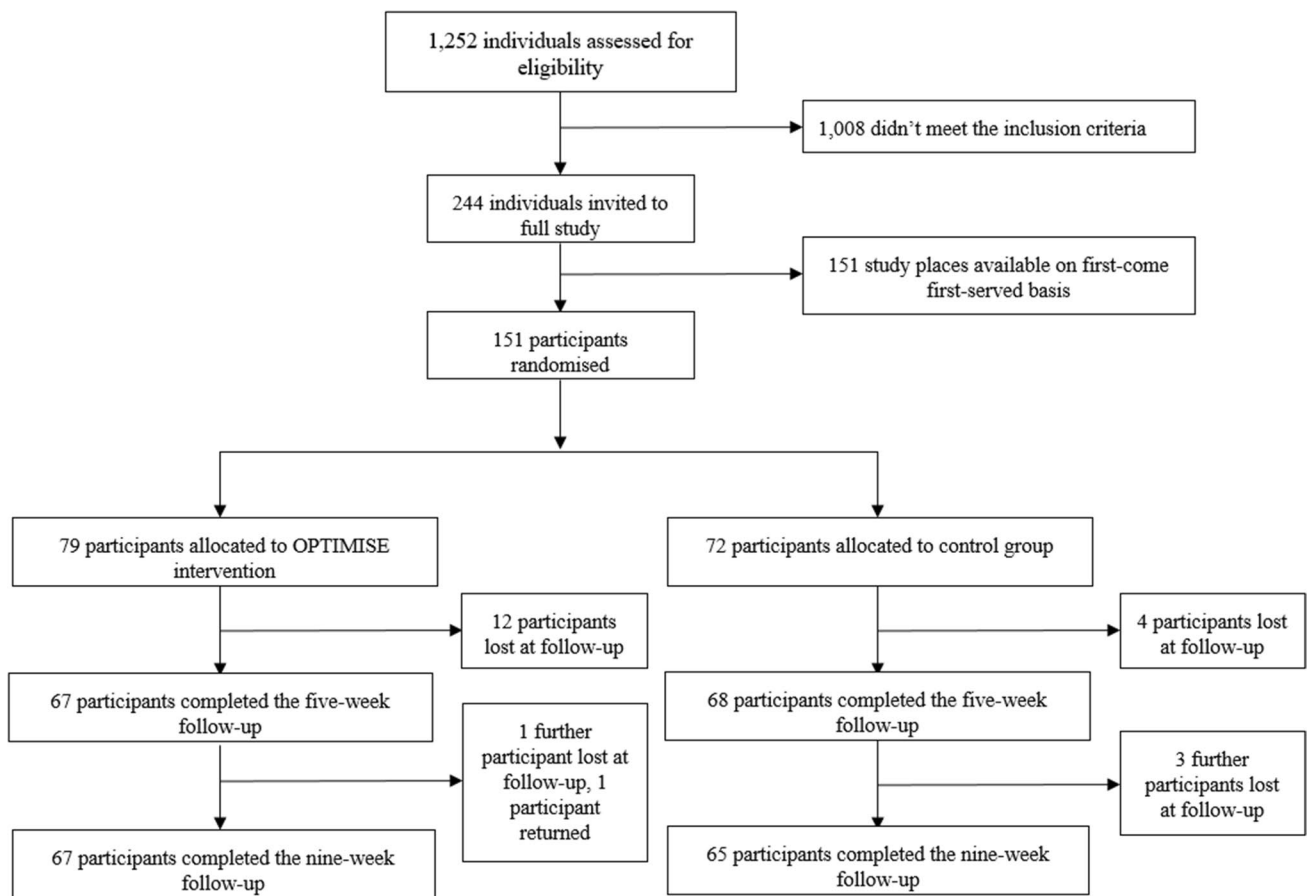 1,252 individuals assessed for
eligibility
1,008 didn’t meet the inclusion criteria
244 individuals invited to
full study
151 study places available on first-come
first-served basis
151 participants
randomised
79 participants allocated to OPTIMISE
intervention
72 participants allocated to control group
12 participants
lost at follow-up
4 participants lost
at follow-up
67 participants completed the five-week
follow-up
68 participants completed the five-week
follow-up
1 further
participant lost at
follow-up, 1
participant
returned
3 further
participants lost
at follow-up
67 participants completed the nine-week
follow-up
65 participants completed the nine-week
follow-up